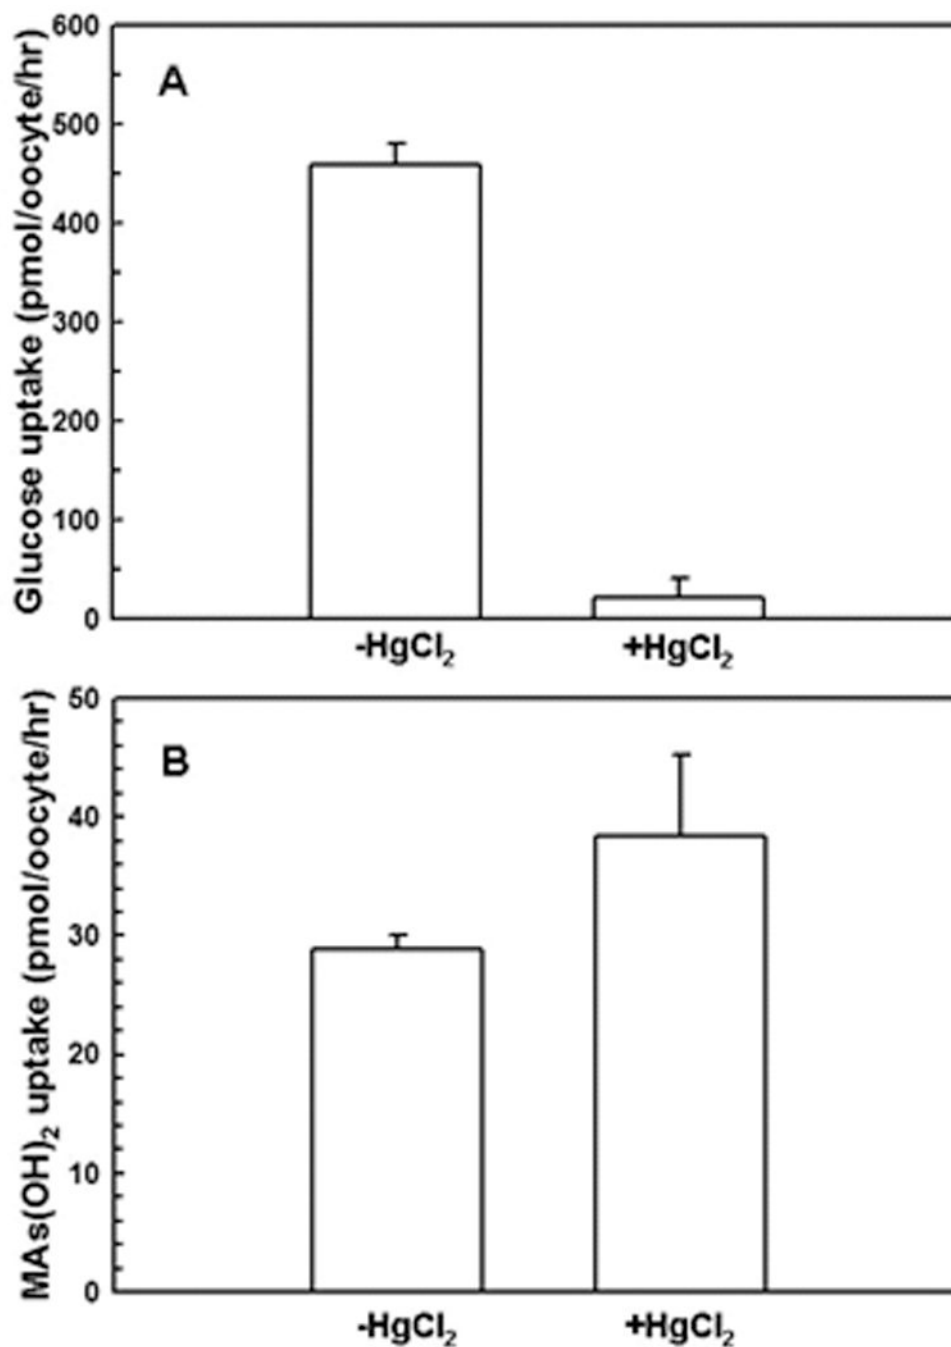 Glucose uptake (pmol/oocyte/hr)
600
500
400
300
200
100
0
A
-HgCl₂
+HgCl₂
MAs(OH)₂ uptake (pmol/oocyte/hr)
50
40
30
20
10
0
B
-HgCl₂
+HgCl₂